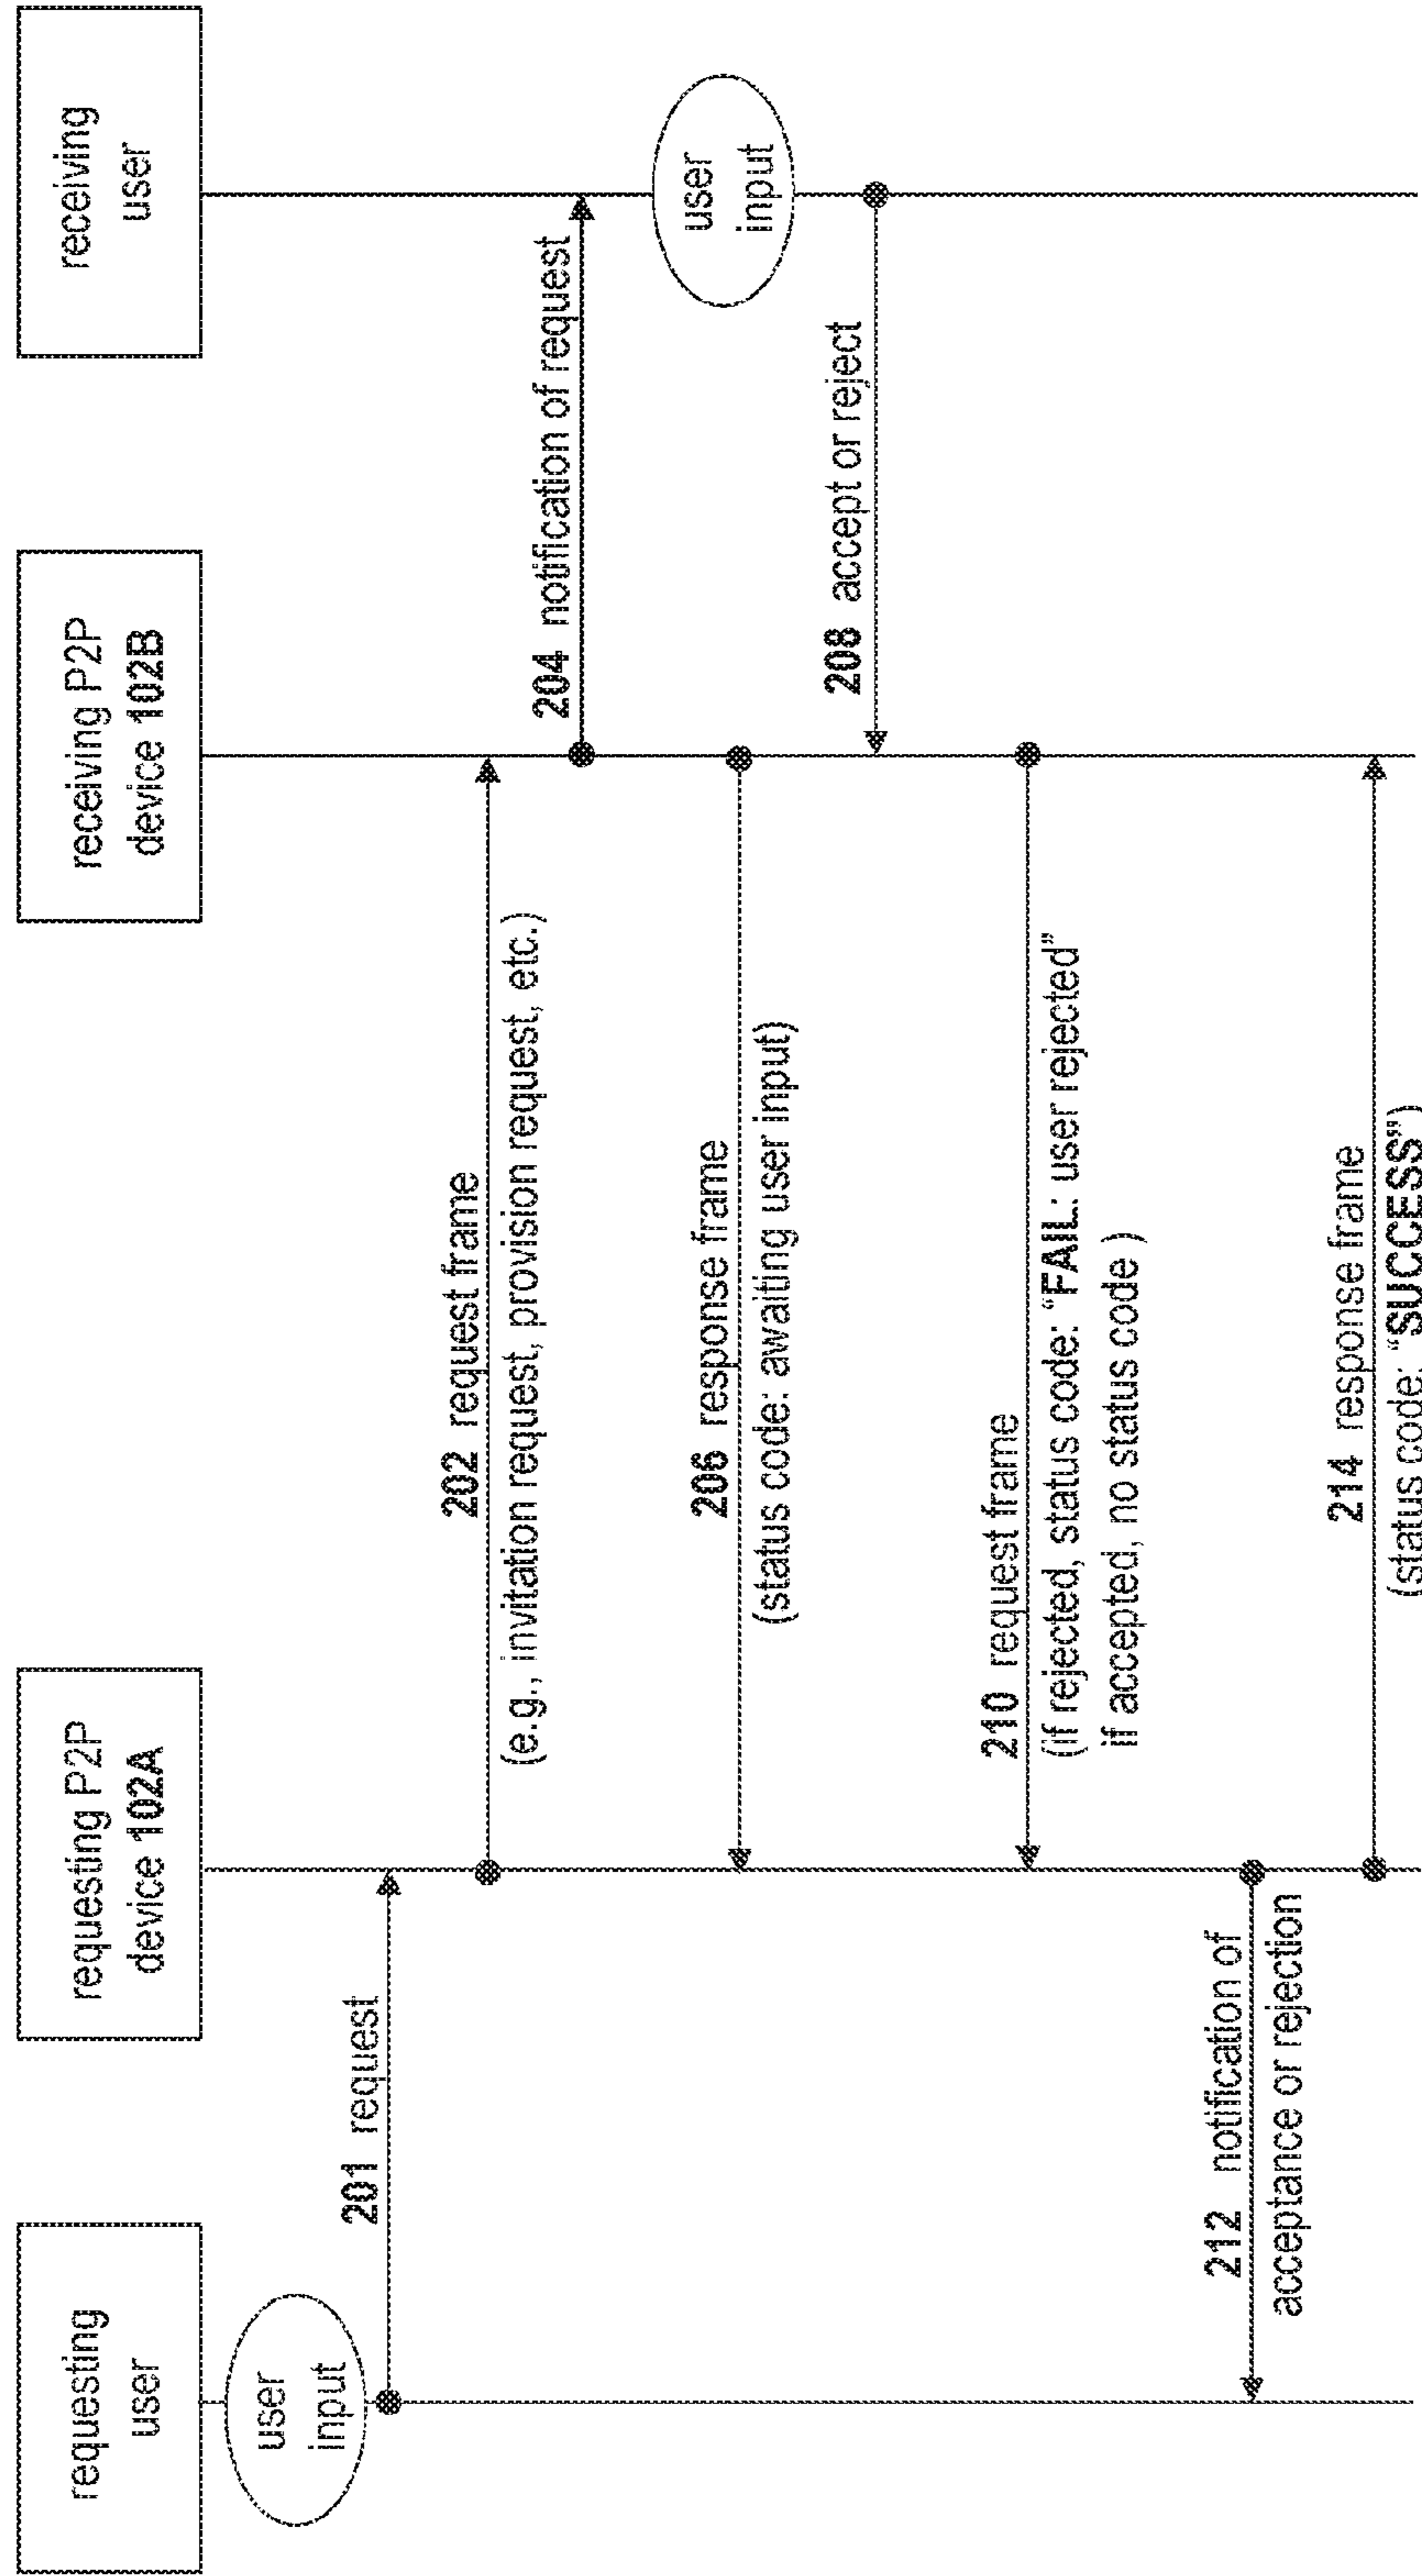 requesting
user
requesting P2P
device 102A
receiving P2P
device 102B
receiving
user
user
input
201 request
202 request frame
(e.g., invitation request, provision request, etc.)
204 notification of request
206 response frame
(status code: awaiting user input)
user
input
208 accept or reject
210 request frame
(if rejected, status code: “FAIL: user rejected”
if accepted, no status code )
212 notification of
acceptance or rejection
214 response frame
(status code: “SUCCESS”)